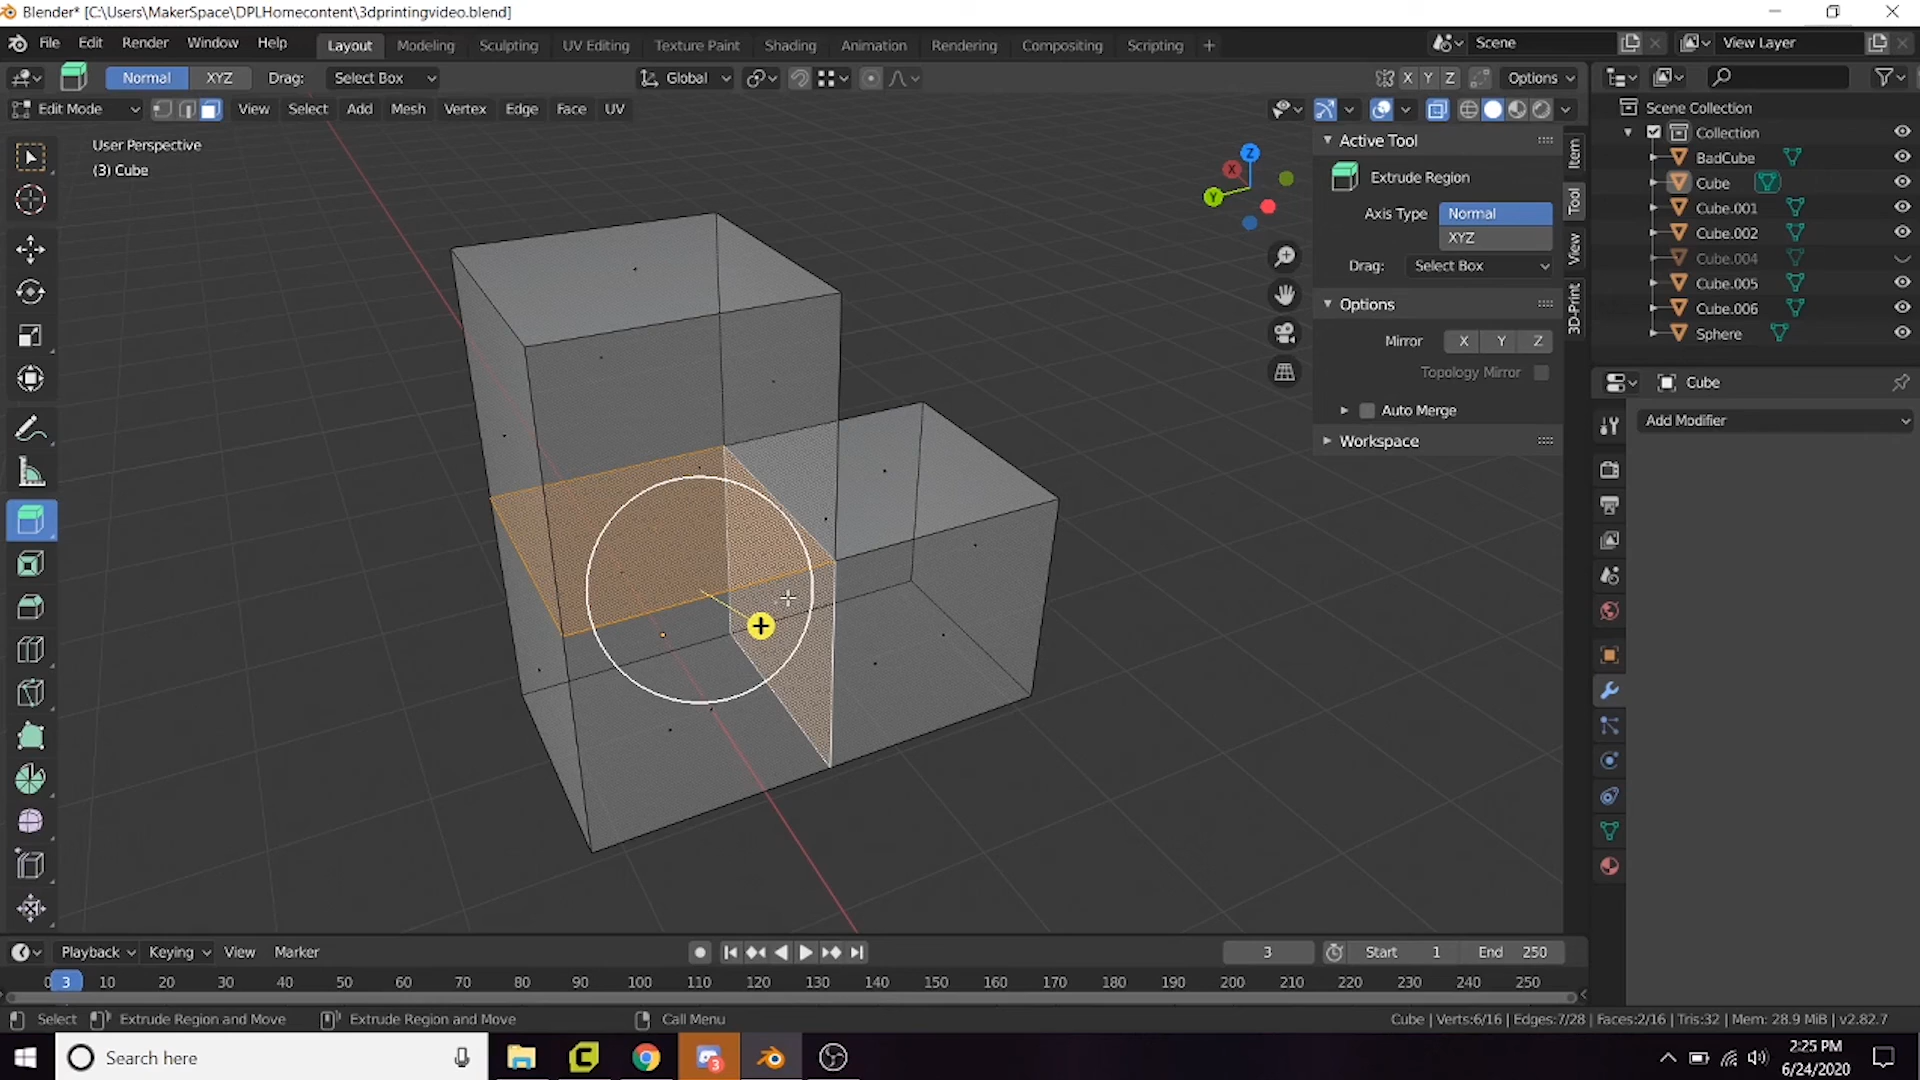 Blender* [C:\Users\MakerSpace\DPLHomecontent\3dprintingvideo.blend]
File Edit Render Window Help Layout Modeling Sculpting UV Editing Texture Paint Shading Animation Rendering Compositing Scripting + Scene View Layer
Normal XYZ Drag: Select Box Global X Y Z Options
Edit Mode View Select Add Mesh Vertex Edge Face UV
User Perspective
(3) Cube
Z
X
Y
Active Tool
Extrude Region
Axis Type Normal
XYZ
Drag: Select Box
Options
Mirror X Y Z
Topology Mirror
Auto Merge
Workspace
Item
Tool
View
3D-Print
Scene Collection
Collection
BadCube
Cube
Cube.001
Cube.002
Cube.004
Cube.005
Cube.006
Sphere
Cube
Add Modifier
Playback Keying View Marker 3 Start 1 End 250
0 3 10 20 30 40 50 60 70 80 90 100 110 120 130 140 150 160 170 180 190 200 210 220 230 240 250
Select Extrude Region and Move Extrude Region and Move Call Menu Cube | Verts:6/16 | Edges:7/28 | Faces:2/16 | Tris:32 | Mem: 28.9 MiB | v2.82.7
Search here 3 2:25 PM
6/24/2020